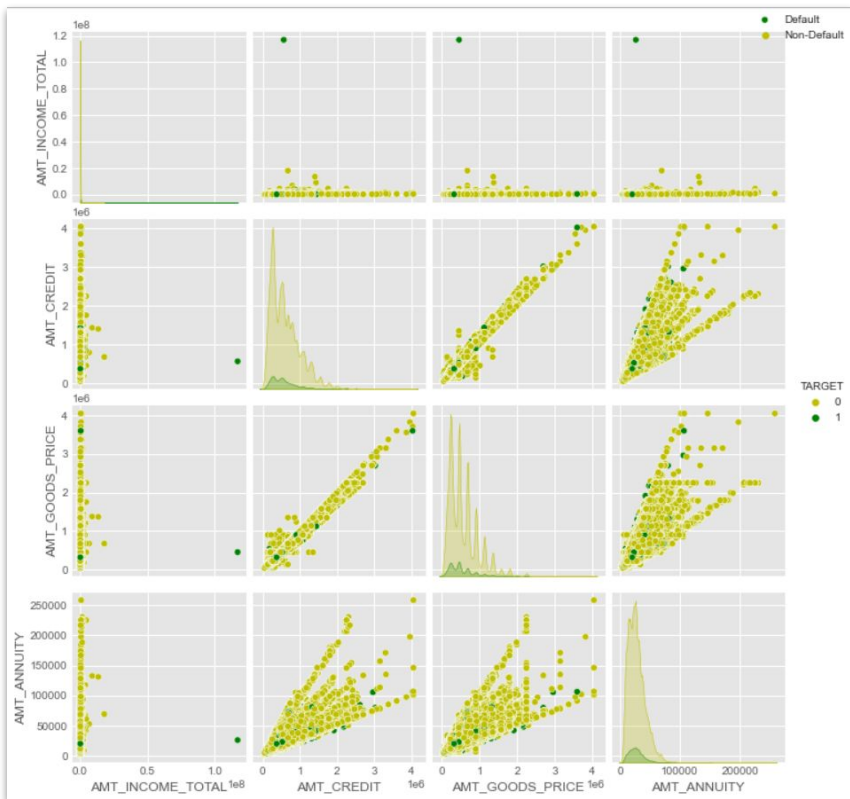 1e8
Default
Non-Default
AMT_INCOME_TOTAL
1.2
1.0
0.8
0.6
0.4
0.2
0.0
1e6
AMT_CREDIT
4
3
2
1
0
TARGET
0
1
1e6
AMT_GOODS_PRICE
4
3
2
1
0
AMT_ANNUITY
250000
200000
150000
100000
50000
0
0.0 0.5 1.0 1e8 0 1 2 3 4 1e6 0 1 2 3 4 1e6 0 100000 200000
AMT_INCOME_TOTAL AMT_CREDIT AMT_GOODS_PRICE AMT_ANNUITY